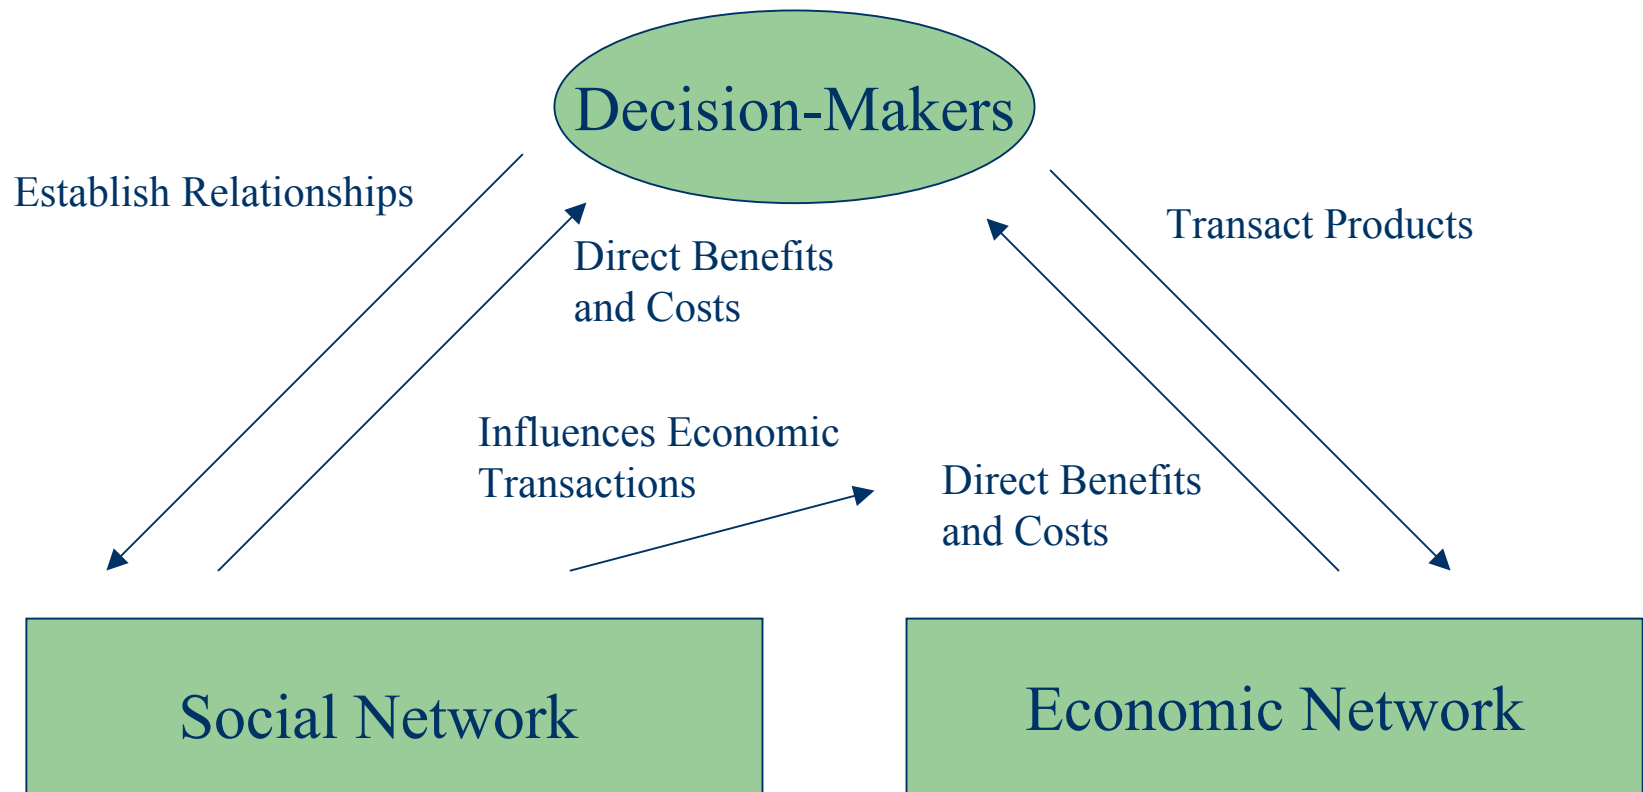 Decision-Makers
Establish Relationships
Transact Products
Direct Benefits
and Costs
Influences Economic
Transactions
Direct Benefits
and Costs
Social Network
Economic Network